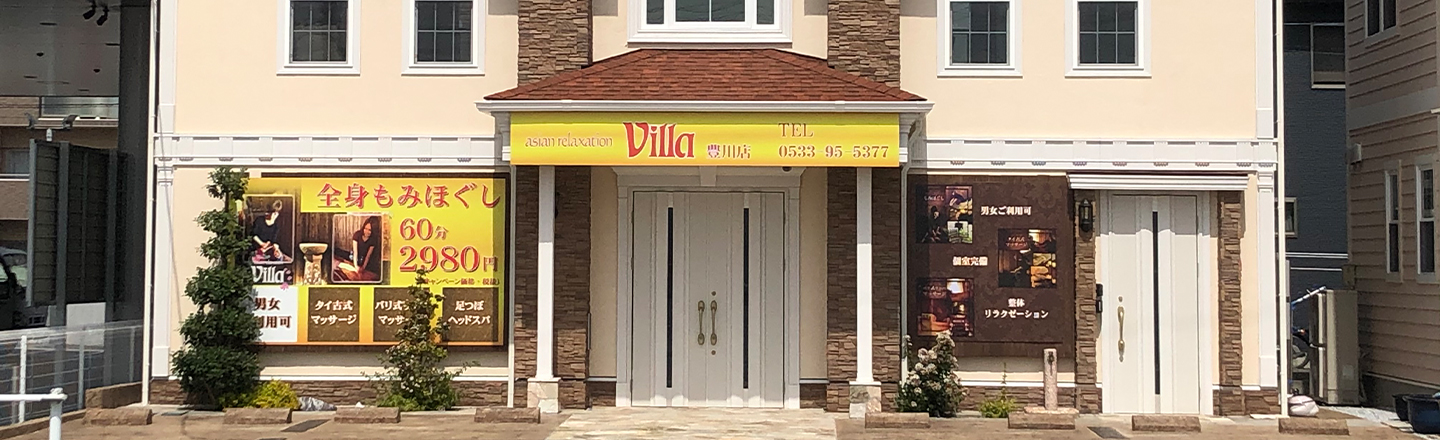 asian relaxation Villa 豊川店
TEL
0533-95-5377
全身もみほぐし
60分
2980円
Villa
男女
利用可
タイ古式
マッサージ
足つぼ
ヘッドスパ
男女ご利用可
個室完備
整体
リラクゼーション